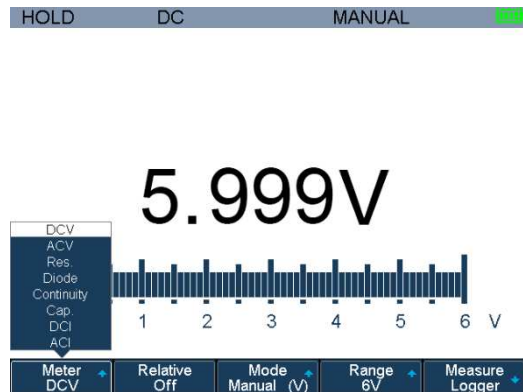 HOLD DC MANUAL
5.999V
DCV
ACV
Res.
Diode
Continuity
Cap.
DCI
ACI
1 2 3 4 5 6 V
Meter Relative Mode Range Measure
DCV Off Manual (V) 6V Logger